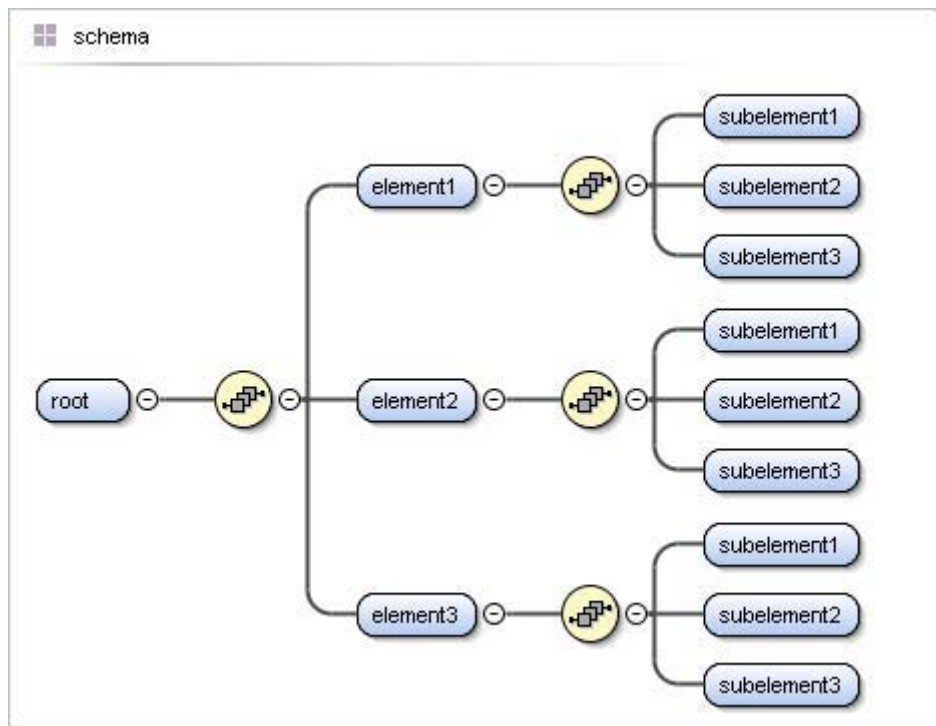 schema
root
element1
subelement1
subelement2
subelement3
element2
subelement1
subelement2
subelement3
element3
subelement1
subelement2
subelement3